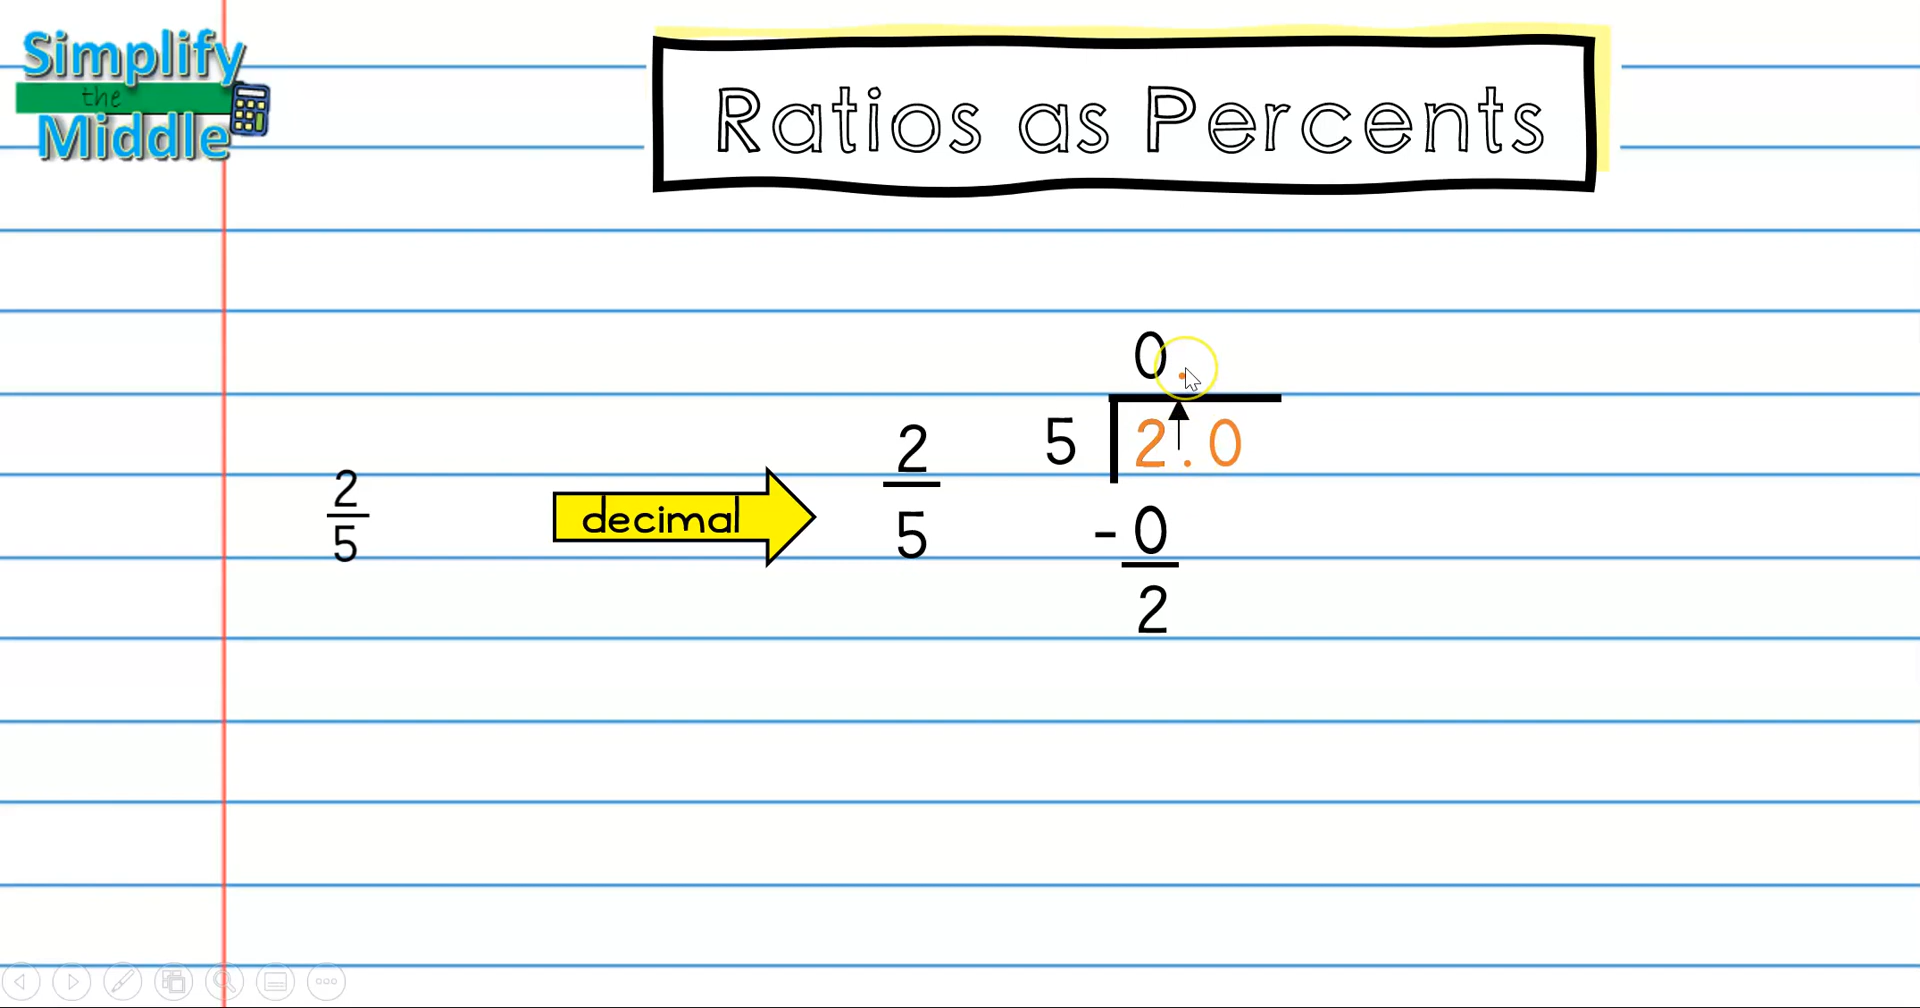 Simplify
the
Middle
Ratios as Percents
0.
2
5 2.0
5
- 0
2
2
5
decimal